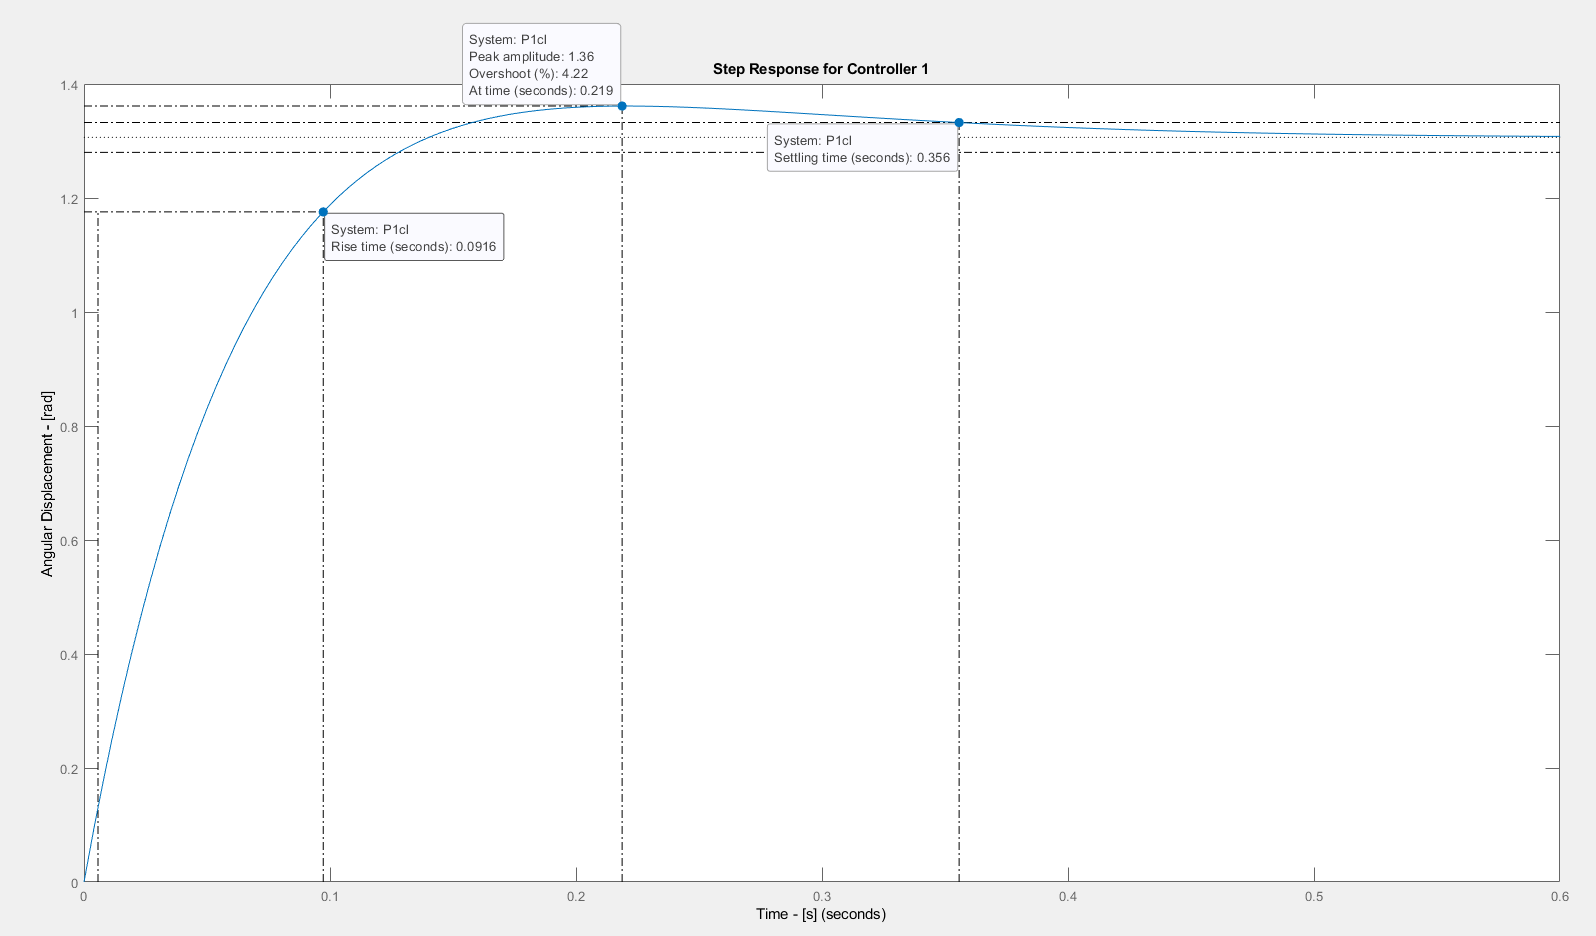 System: P1cl
Peak amplitude: 1.36
Overshoot (%): 4.22
At time (seconds): 0.219
Step Response for Controller 1
1.4
System: P1cl
Settling time (seconds): 0.356
1.2
System: P1cl
Rise time (seconds): 0.0916
1
0.8
0.6
0.4
0.2
0
Angular Displacement - [rad]
0
0.1
0.2
0.3
0.4
0.5
0.6
Time - [s] (seconds)